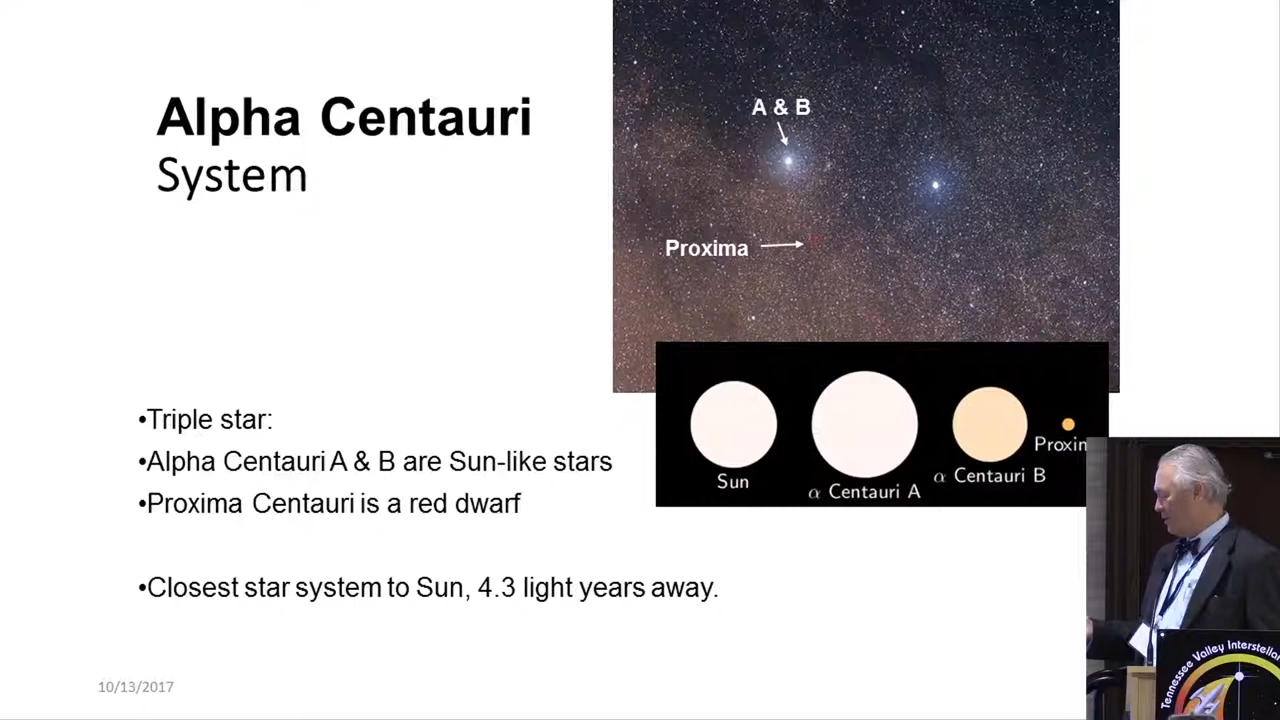 Alpha Centauri
System
A & B
Proxima
Sun
α Centauri A
α Centauri B
Proxim
•Triple star:
•Alpha Centauri A & B are Sun-like stars
•Proxima Centauri is a red dwarf
•Closest star system to Sun, 4.3 light years away.
10/13/2017
Tennessee Valley Interstella